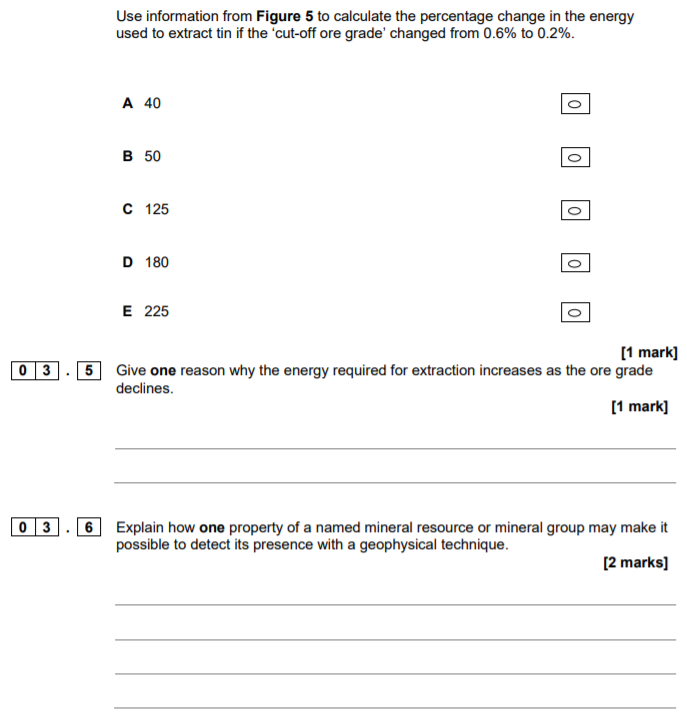 Use information from Figure 5 to calculate the percentage change in the energy
used to extract tin if the ‘cut-off ore grade’ changed from 0.6% to 0.2%.
A 40
B 50
C 125
D 180
E 225
[1 mark]
0 3 . 5 Give one reason why the energy required for extraction increases as the ore grade
declines.
[1 mark]
0 3 . 6 Explain how one property of a named mineral resource or mineral group may make it
possible to detect its presence with a geophysical technique.
[2 marks]